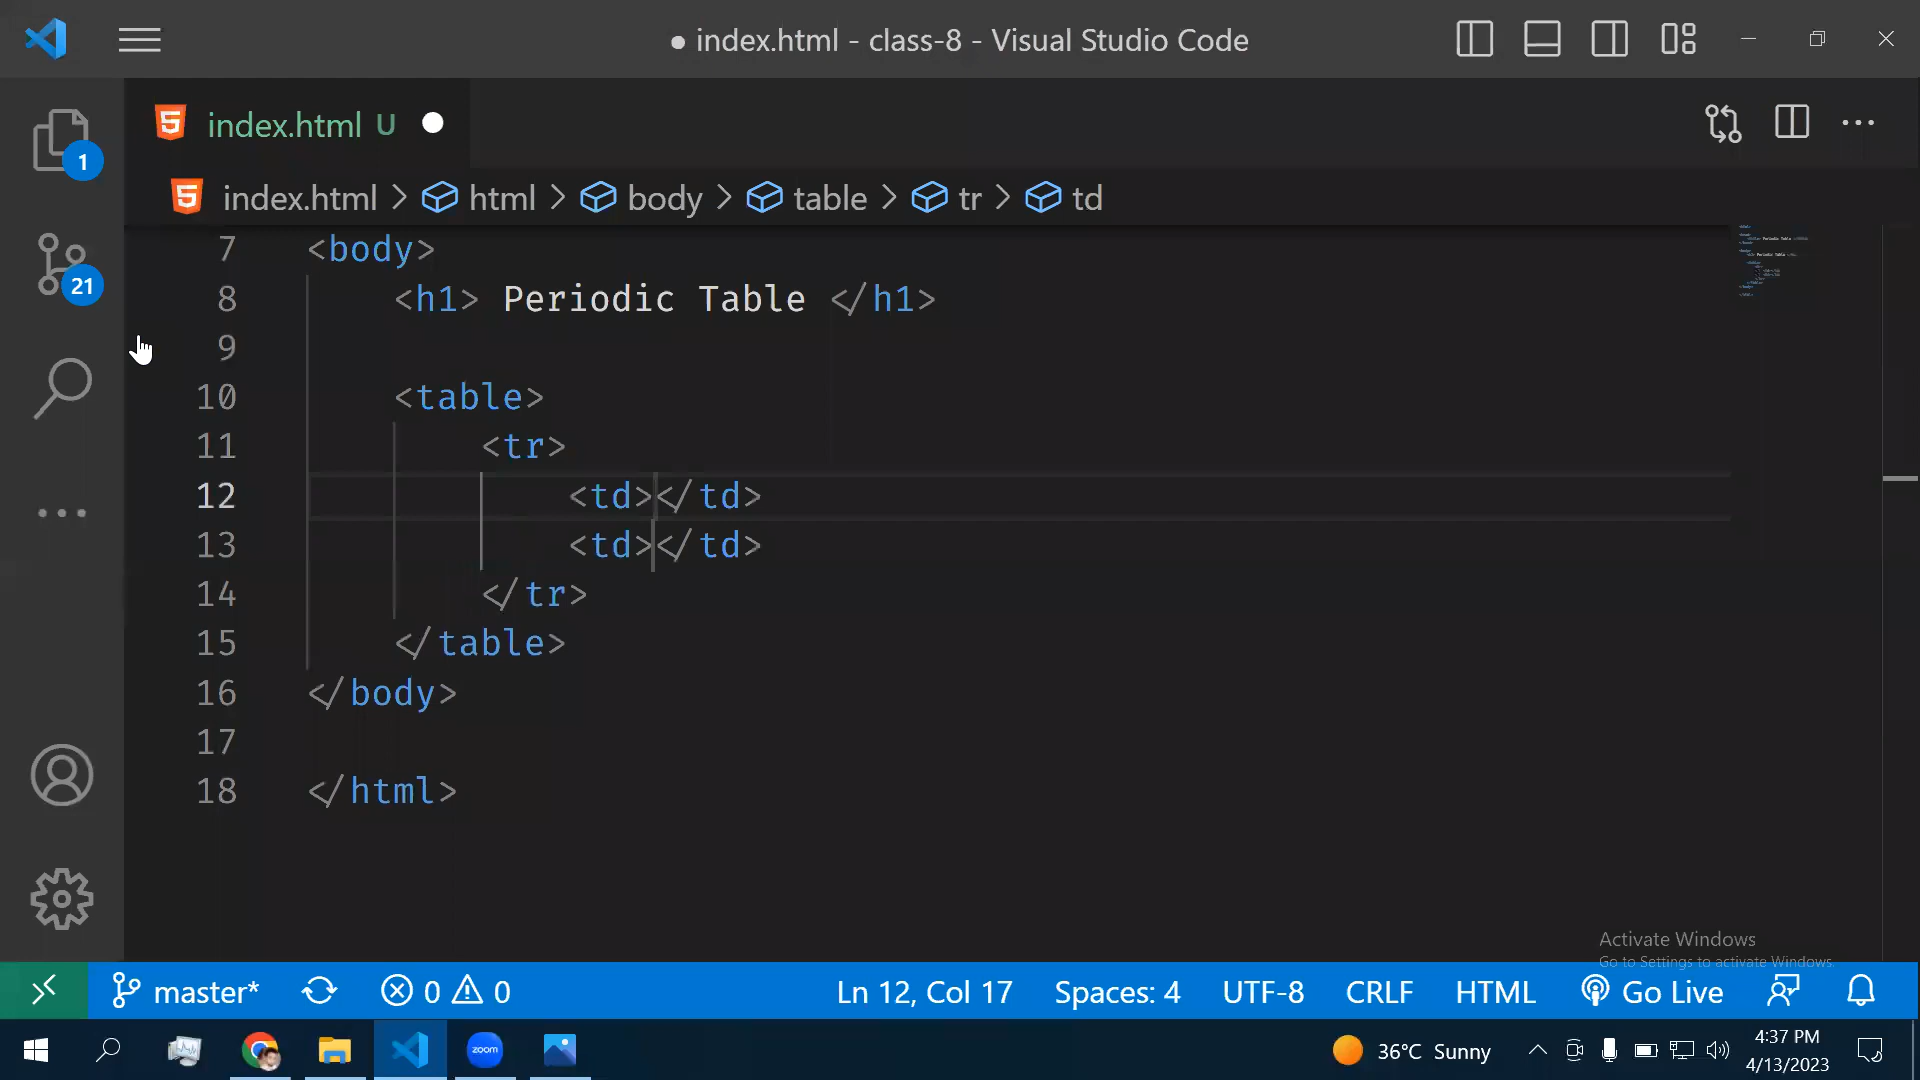 ● index.html - class-8 - Visual Studio Code
index.html U ●
index.html > html > body > table > tr > td
1
21
7 <body>
8 <h1> Periodic Table </h1>
9
10 <table>
11 <tr>
12 <td></td>
13 <td></td>
14 </tr>
15 </table>
16 </body>
17
18 </html>
Activate Windows
Go to Settings to activate Windows.
master* 0 0 Ln 12, Col 17 Spaces: 4 UTF-8 CRLF HTML Go Live
zoom 36°C Sunny 4:37 PM
4/13/2023